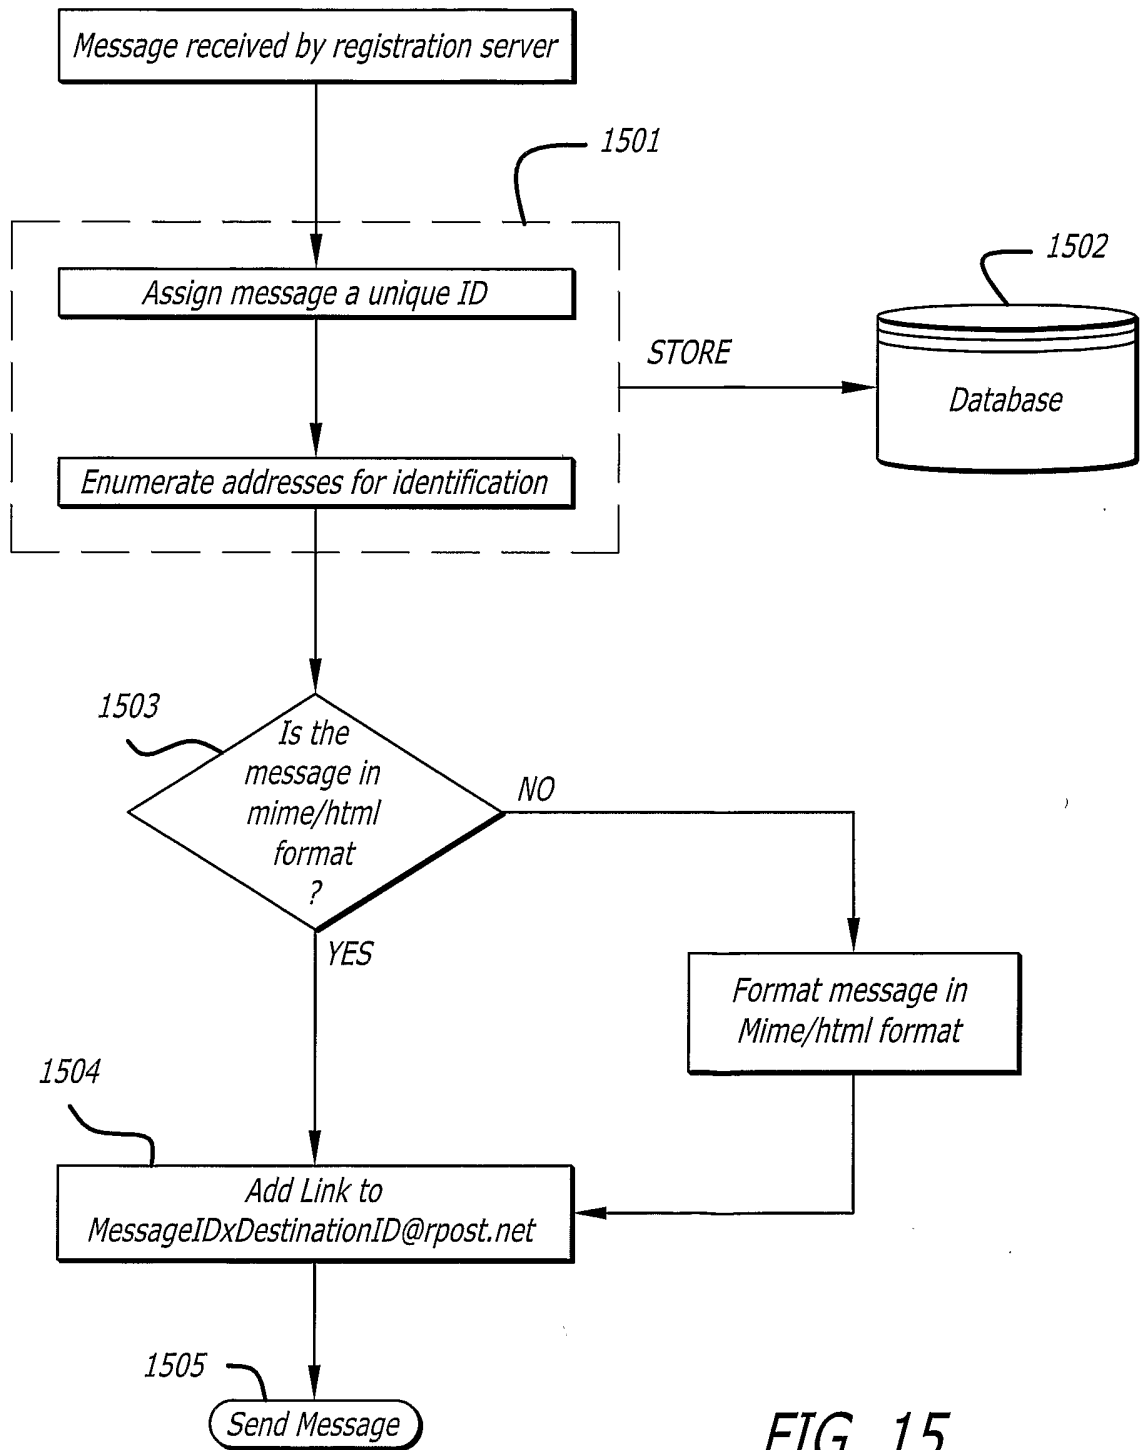 Message received by registration server
1501
Assign message a unique ID
STORE
1502
Database
Enumerate addresses for identification
1503
Is the
message in
mime/html
format
?
NO
YES
Format message in
Mime/html format
1504
Add Link to
MessageIDxDestinationID@rpost.net
1505
Send Message
FIG. 15